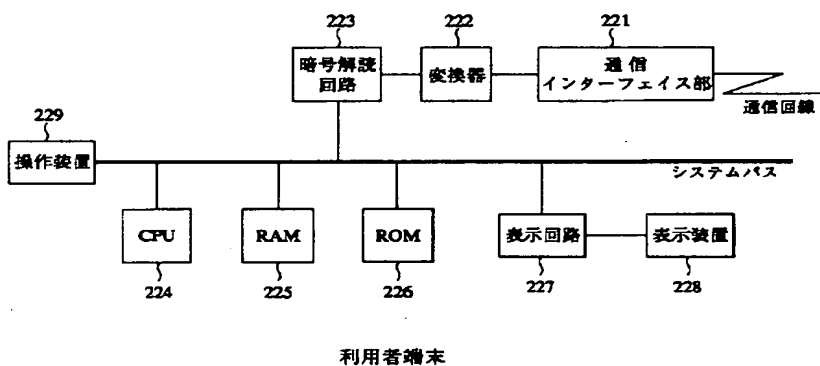 223
222
221
暗号解読
回路
変換器
通信
インターフェイス部
通信回線
229
操作装置
システムバス
CPU
RAM
ROM
表示回路
表示装置
224
225
226
227
228
利用者端末